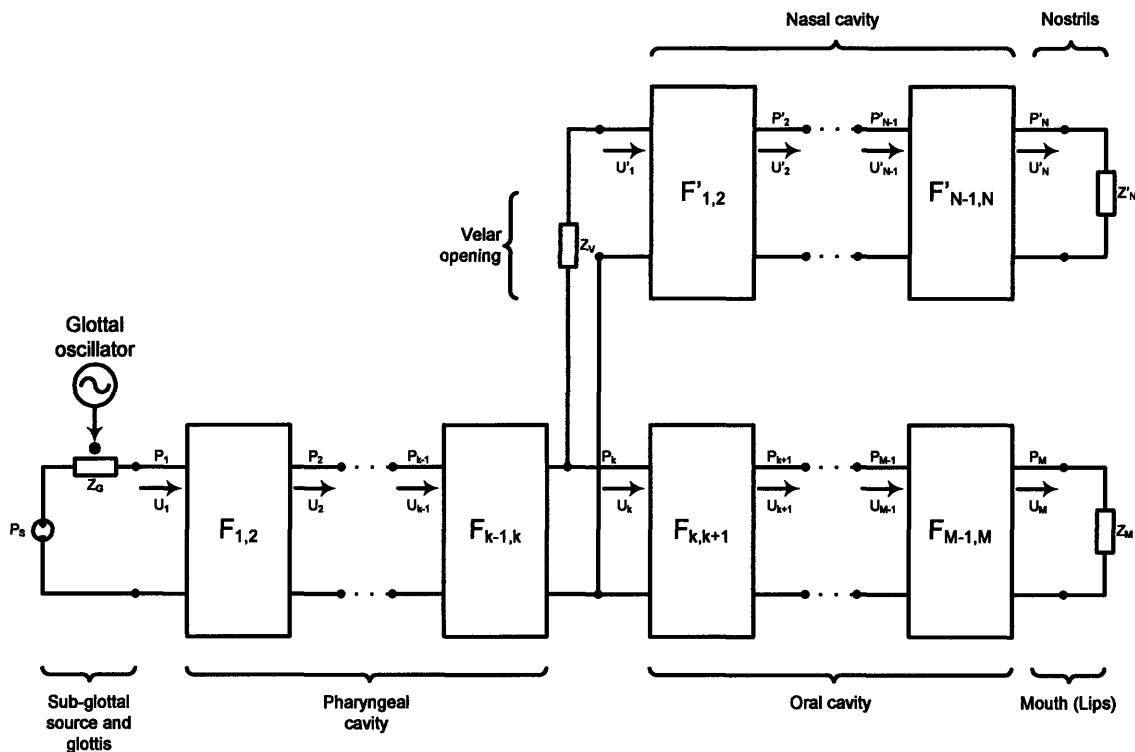 Nasal cavity
Nostrils
P'2
P'N-1
P'N
U'1
U'2
U'N-1
U'N
F'1,2
F'N-1,N
Z'N
Velar
opening
ZV
Glottal
oscillator
P1
P2
Pk-1
Pk
Pk+1
PM-1
PM
ZG
U1
U2
Uk-1
Uk
Uk+1
UM-1
UM
PS
F1,2
Fk-1,k
Fk,k+1
FM-1,M
ZM
Sub-glottal
source and
glottis
Pharyngeal
cavity
Oral cavity
Mouth (Lips)